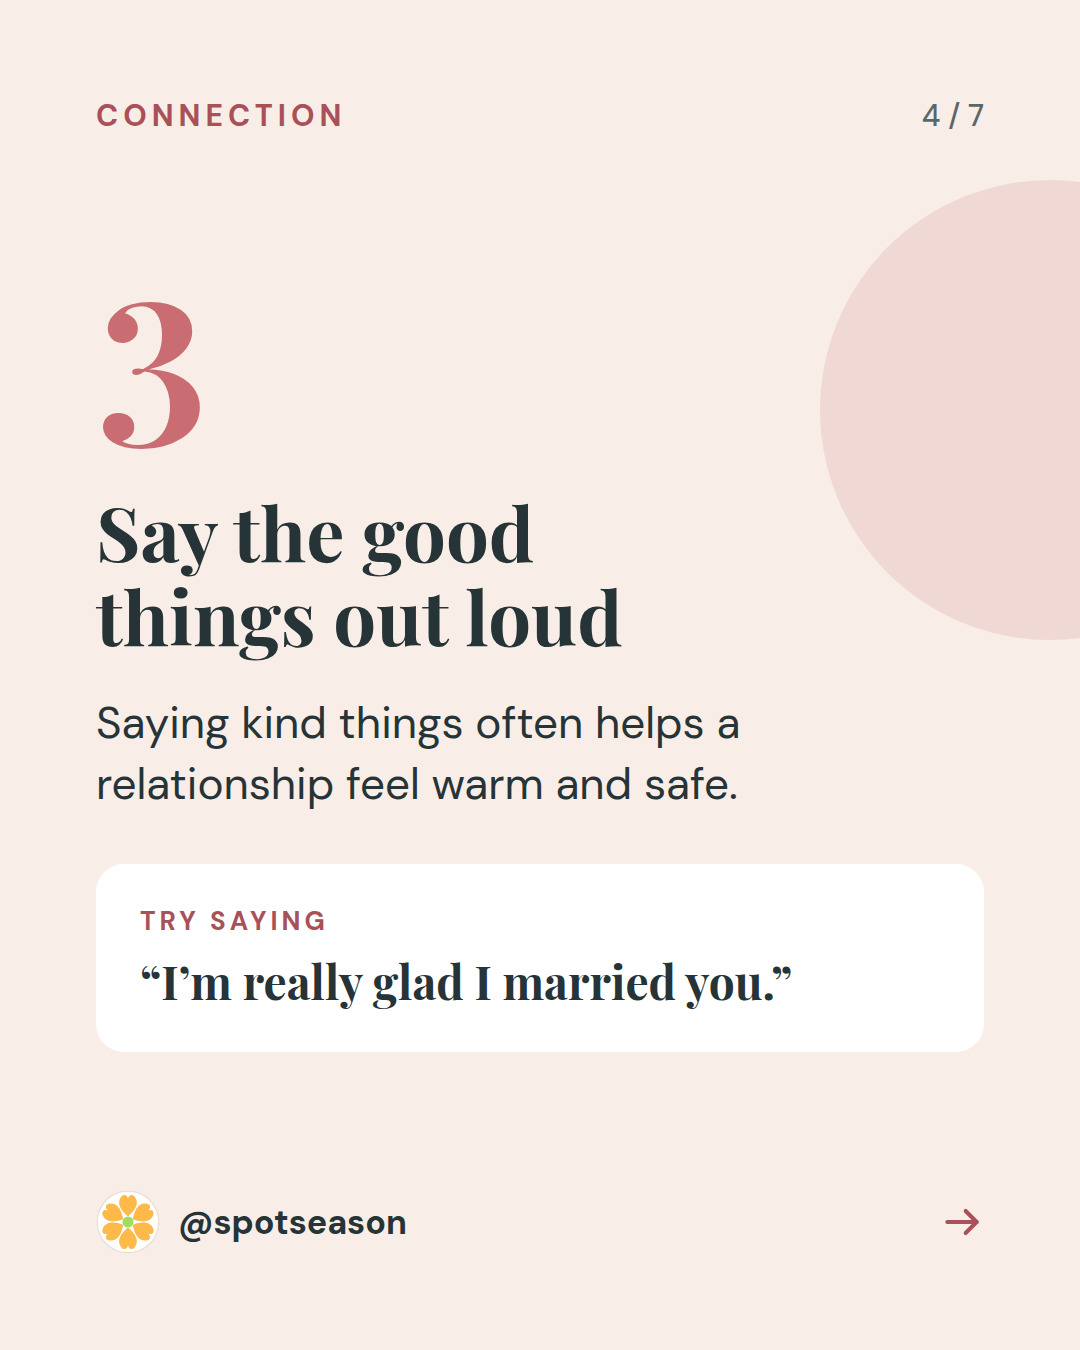 CONNECTION
4 / 7
3
Say the good
things out loud
Saying kind things often helps a
relationship feel warm and safe.
TRY SAYING
“I’m really glad I married you.”
@spotseason